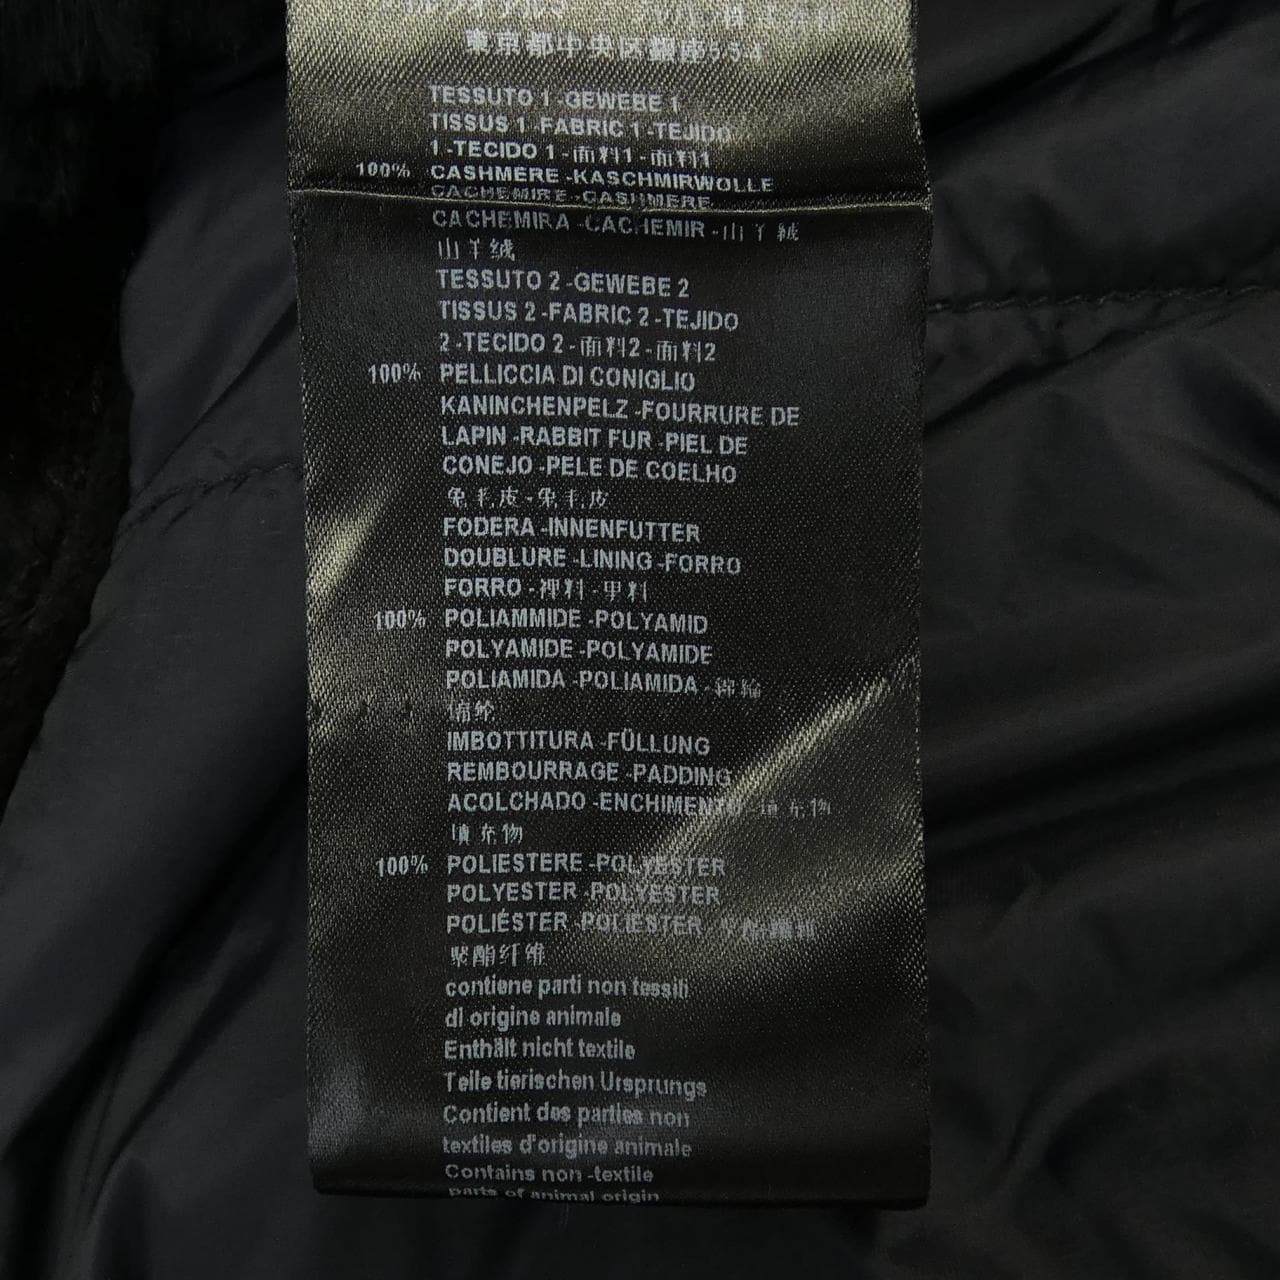 東京都中央区銀座5-5-4
TESSUTO 1 -GEWEBE 1
TISSUS 1 -FABRIC 1 -TEJIDO
1 -TECIDO 1 -面料1 -面料1
100% CASHMERE -KASCHMIRWOLLE
CACHEMIRE -CASHMERE
CACHEMIRA -CACHEMIR -山羊絨
山羊绒
TESSUTO 2 -GEWEBE 2
TISSUS 2 -FABRIC 2 -TEJIDO
2 -TECIDO 2 -面料2 -面料2
100% PELLICCIA DI CONIGLIO
KANINCHENPELZ -FOURRURE DE
LAPIN -RABBIT FUR -PIEL DE
CONEJO -PELE DE COELHO
兔毛皮 -兔毛皮
FODERA -INNENFUTTER
DOUBLURE -LINING -FORRO
FORRO -裡料 -里料
100% POLIAMMIDE -POLYAMID
POLYAMIDE -POLYAMIDE
POLIAMIDA -POLIAMIDA -錦綸
锦纶
IMBOTTITURA -FÜLLUNG
REMBOURRAGE -PADDING
ACOLCHADO -ENCHIMENTO -填充物
填充物
100% POLIESTERE -POLYESTER
POLYESTER -POLYESTER
POLIÉSTER -POLIÉSTER
聚酯纤维
contiene parti non tessili
di origine animale
Enthält nicht textile
Teile tierischen Ursprungs
Contient des parties non
textiles d'origine animale
Contains non -textile
parts of animal origin